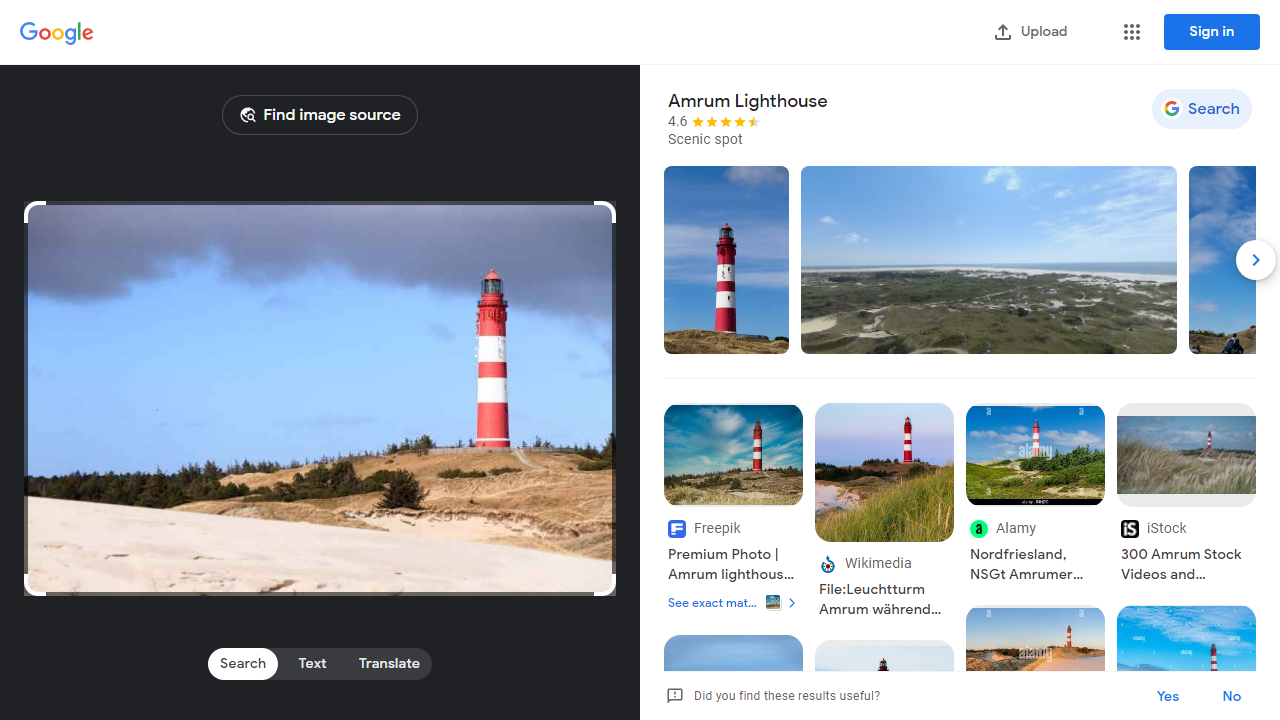 Google
Upload
Sign in
Find image source
Amrum Lighthouse
4.6
Scenic spot
Search
Freepik
Premium Photo |
Amrum lighthous...
See exact mat...
Wikimedia
File:Leuchtturm
Amrum während...
alamy
Alamy
Nordfriesland,
NSGt Amrumer...
iStock
300 Amrum Stock
Videos and...
alamy
Search
Text
Translate
Did you find these results useful?
Yes
No